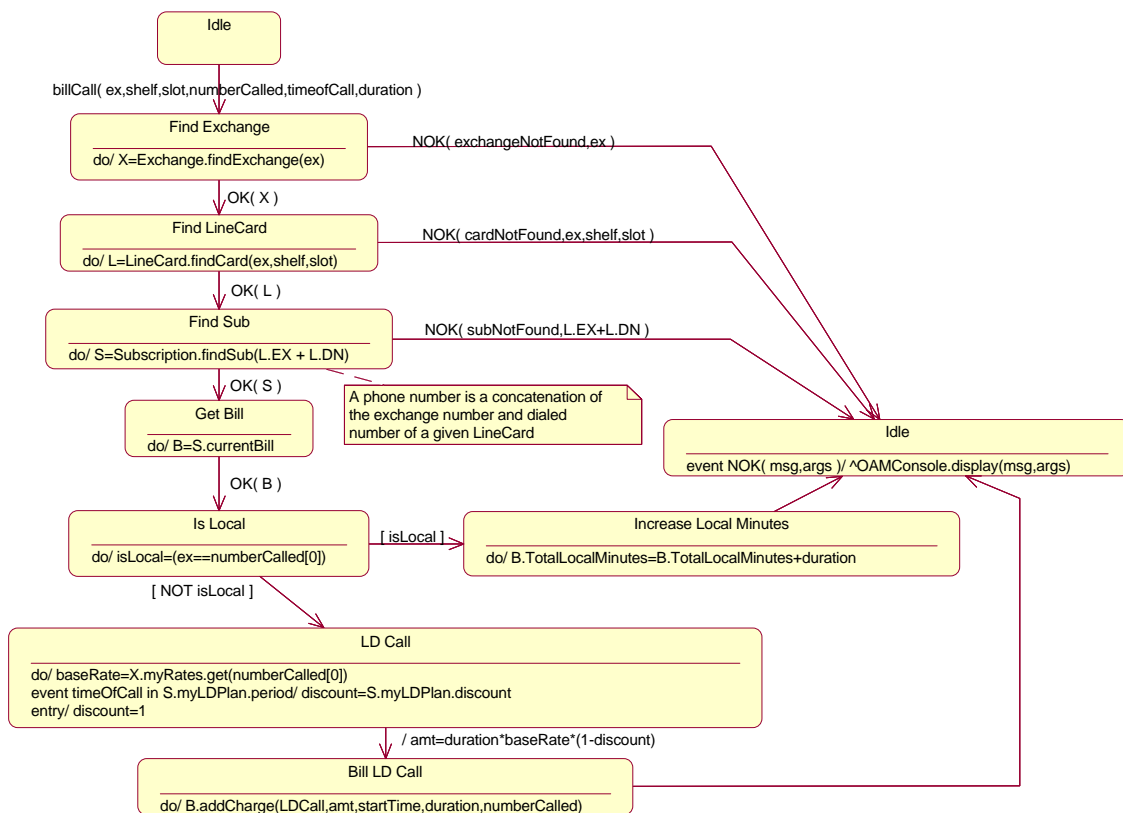 Idle
billCall( ex,shelf,slot,numberCalled,timeofCall,duration )
Find Exchange
do/ X=Exchange.findExchange(ex)
NOK( exchangeNotFound,ex )
OK( X )
Find LineCard
do/ L=LineCard.findCard(ex,shelf,slot)
NOK( cardNotFound,ex,shelf,slot )
OK( L )
Find Sub
do/ S=Subscription.findSub(L.EX + L.DN)
NOK( subNotFound,L.EX+L.DN )
OK( S )
A phone number is a concatenation of
the exchange number and dialed
number of a given LineCard
Get Bill
do/ B=S.currentBill
Idle
event NOK( msg,args )/ ^OAMConsole.display(msg,args)
OK( B )
Is Local
do/ isLocal=(ex==numberCalled[0])
[ isLocal ]
Increase Local Minutes
do/ B.TotalLocalMinutes=B.TotalLocalMinutes+duration
[ NOT isLocal ]
LD Call
do/ baseRate=X.myRates.get(numberCalled[0])
event timeOfCall in S.myLDPlan.period/ discount=S.myLDPlan.discount
entry/ discount=1
/ amt=duration*baseRate*(1-discount)
Bill LD Call
do/ B.addCharge(LDCall,amt,startTime,duration,numberCalled)